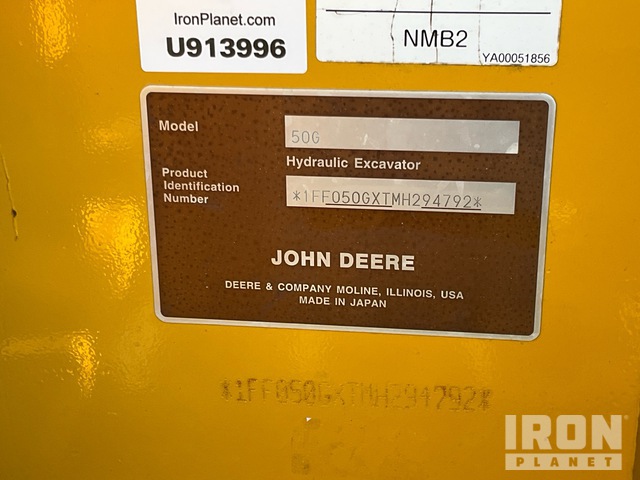 IronPlanet.com
U913996
NMB2
YA00051856
Model 50G
Hydraulic Excavator
Product
Identification
Number
*1FF050GXTMH294792*
JOHN DEERE
DEERE & COMPANY MOLINE, ILLINOIS, USA
MADE IN JAPAN
*1FF050GXTMH294792*
IRON
PLANET